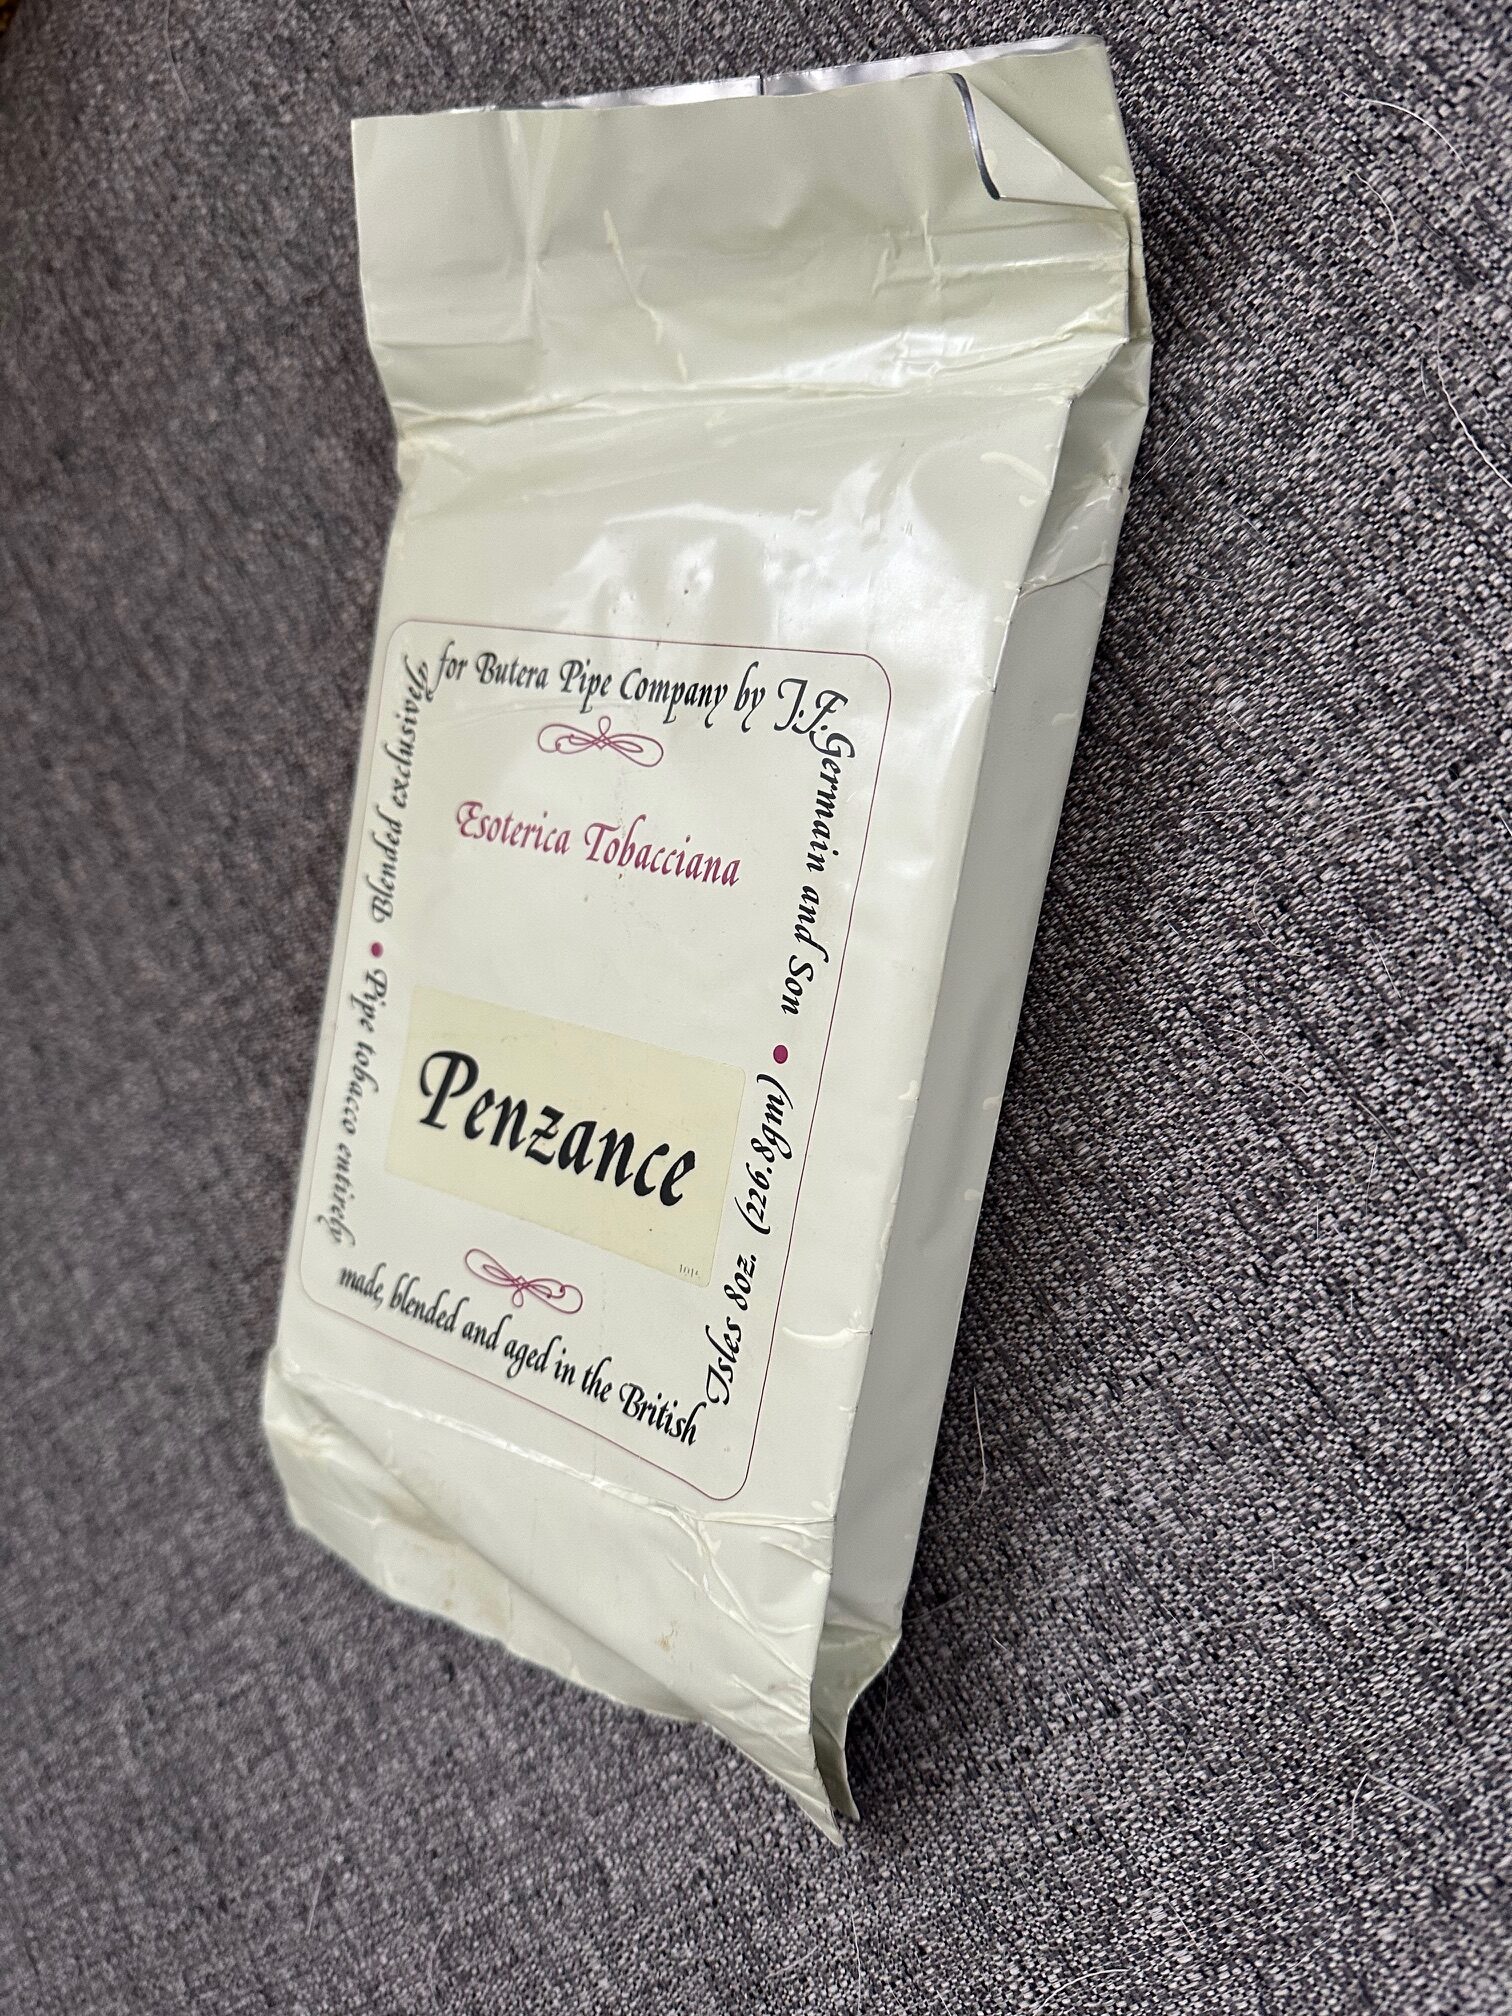 Blended exclusively for Butera Pipe Company by J.F. Germain and Son
Esoterica Tobacciana
Penzance
Pipe tobacco entirely made, blended and aged in the British Isles 8oz. (226.8gm)